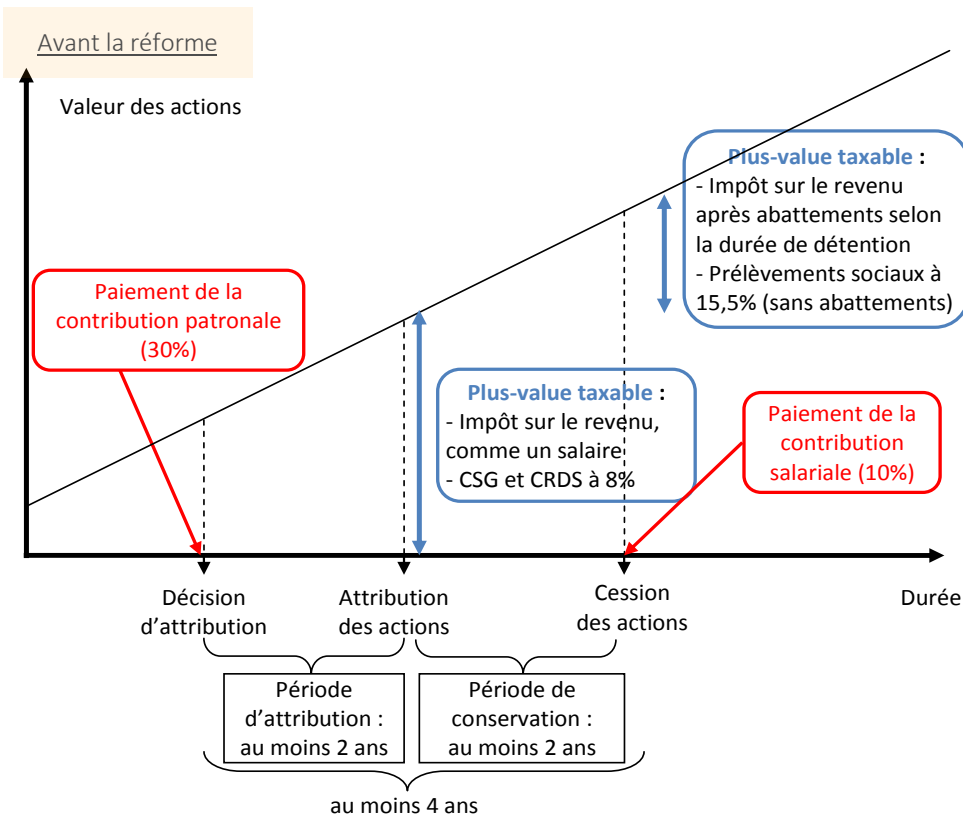 Avant la réforme
Valeur des actions
Plus-value taxable :
- Impôt sur le revenu
après abattements selon
la durée de détention
- Prélèvements sociaux à
15,5% (sans abattements)
Paiement de la
contribution patronale
(30%)
Plus-value taxable :
- Impôt sur le revenu,
comme un salaire
- CSG et CRDS à 8%
Paiement de la
contribution
salariale (10%)
Décision
d’attribution
Attribution
des actions
Cession
des actions
Durée
Période
d’attribution :
au moins 2 ans
Période de
conservation :
au moins 2 ans
au moins 4 ans